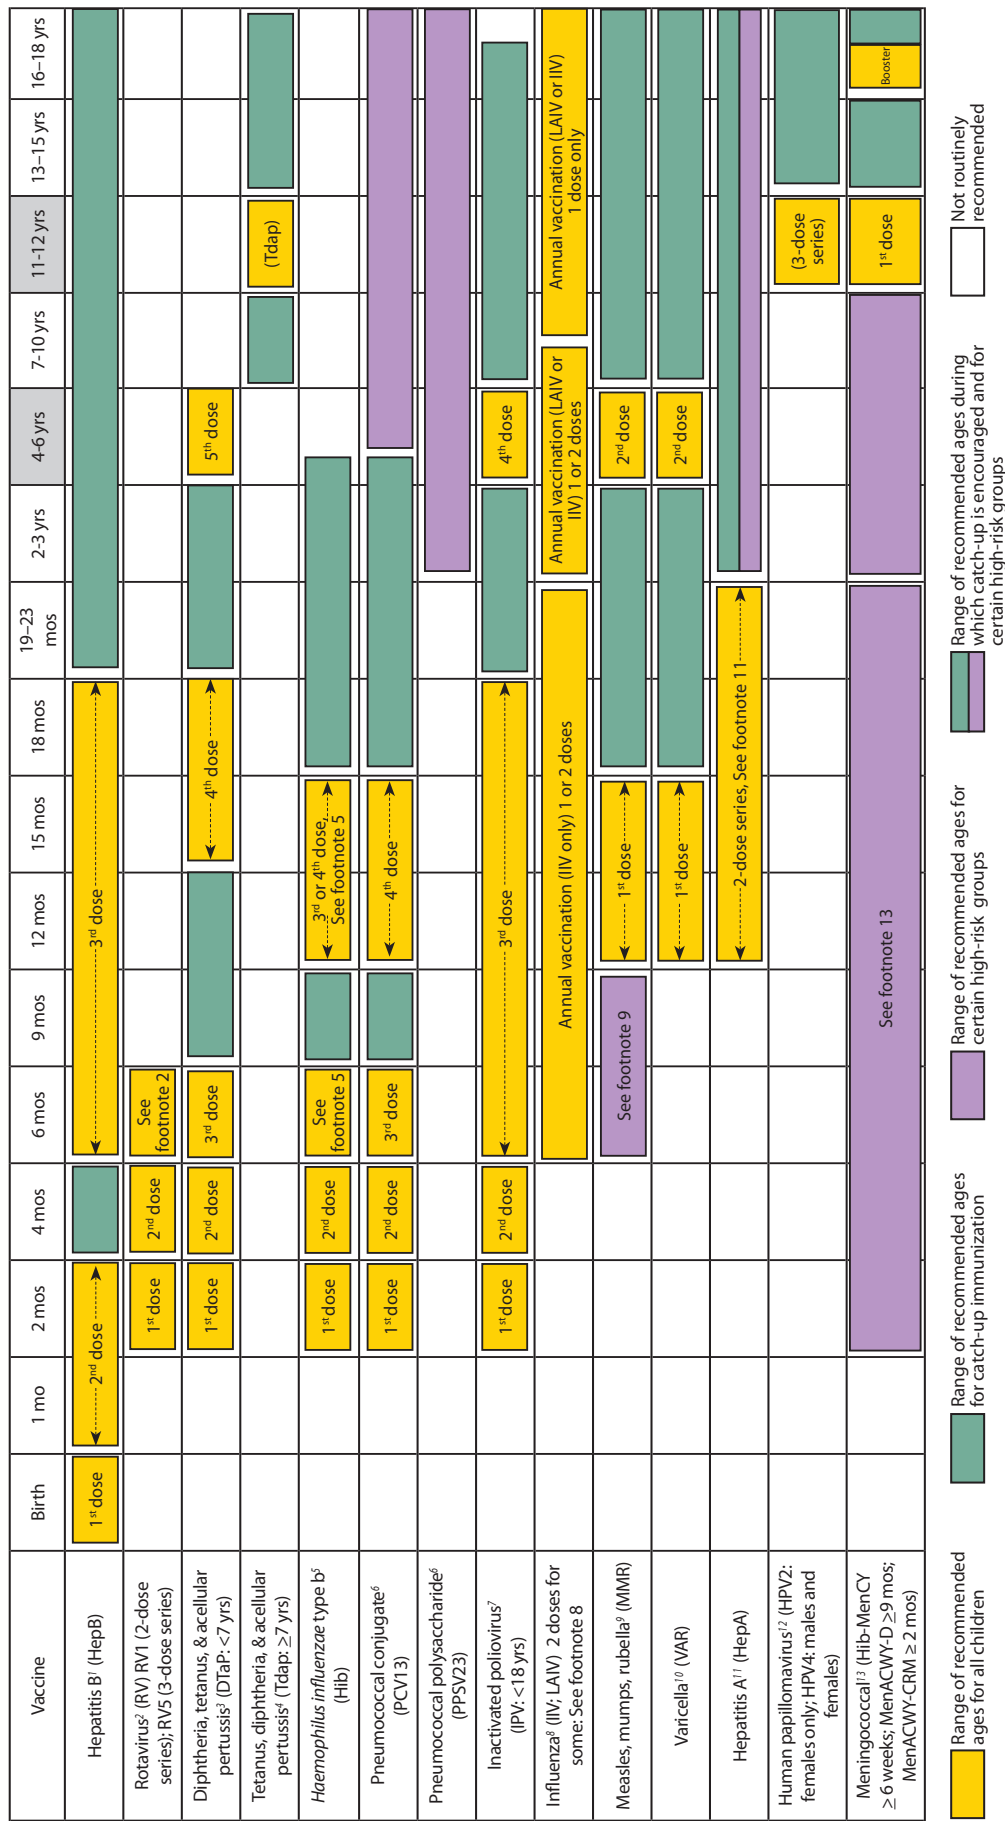 Vaccine
Birth
1 mo
2 mos
4 mos
6 mos
9 mos
12 mos
15 mos
18 mos
19–23
mos
2-3 yrs
4-6 yrs
7-10 yrs
11-12 yrs
13–15 yrs
16–18 yrs
Hepatitis B1 (HepB)
1st dose
2nd dose
3rd dose
Rotavirus2 (RV) RV1 (2-dose
series); RV5 (3-dose series)
1st dose
2nd dose
See
footnote 2
Diphtheria, tetanus, & acellular
pertussis3 (DTaP: <7 yrs)
1st dose
2nd dose
3rd dose
4th dose
5th dose
Tetanus, diphtheria, & acellular
pertussis4 (Tdap: ≥7 yrs)
(Tdap)
Haemophilus influenzae type b5
(Hib)
1st dose
2nd dose
See
footnote 5
3rd or 4th dose,
See footnote 5
Pneumococcal conjugate6
(PCV13)
1st dose
2nd dose
3rd dose
4th dose
Pneumococcal polysaccharide6
(PPSV23)
Inactivated poliovirus7
(IPV: <18 yrs)
1st dose
2nd dose
3rd dose
4th dose
Influenza8 (IIV; LAIV) 2 doses for
some: See footnote 8
Annual vaccination (IIV only) 1 or 2 doses
Annual vaccination (LAIV or
IIV) 1 or 2 doses
Annual vaccination (LAIV or IIV)
1 dose only
Measles, mumps, rubella9 (MMR)
See footnote 9
1st dose
2nd dose
Varicella10 (VAR)
1st dose
2nd dose
Hepatitis A11 (HepA)
2-dose series, See footnote 11
Human papillomavirus12 (HPV2:
females only; HPV4: males and
females)
(3-dose
series)
Meningococcal13 (Hib-MenCY
≥ 6 weeks; MenACWY-D ≥9 mos;
MenACWY-CRM ≥ 2 mos)
See footnote 13
1st dose
Booster
Range of recommended
ages for all children
Range of recommended ages
for catch-up immunization
Range of recommended ages for
certain high-risk groups
Range of recommended ages during
which catch-up is encouraged and for
certain high-risk groups
Not routinely
recommended